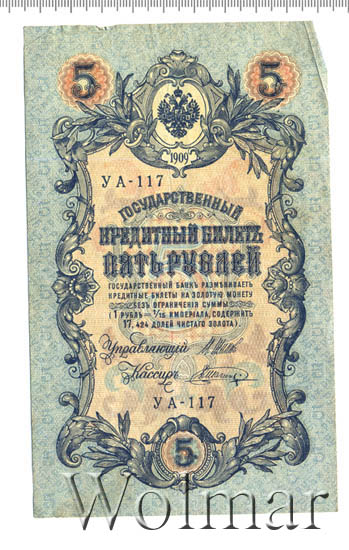 5 5
1909
УА-117
ГОСУДАРСТВЕННЫЙ
КРЕДИТНЫЙ БИЛЕТЪ
ПЯТЬ РУБЛЕЙ
ГОСУДАРСТВЕННЫЙ БАНКЪ РАЗМѢНИВАЕТЪ
КРЕДИТНЫЕ БИЛЕТЫ НА ЗОЛОТУЮ МОНЕТУ
БЕЗЪ ОГРАНИЧЕНІЯ СУММЫ
(1 РУБЛЬ = 1/15 ИМПЕРІАЛА, СОДЕРЖИТЪ
17,424 ДОЛЕЙ ЧИСТАГО ЗОЛОТА).
Управляющій
Кассиръ
УА-117
5
Wolmar